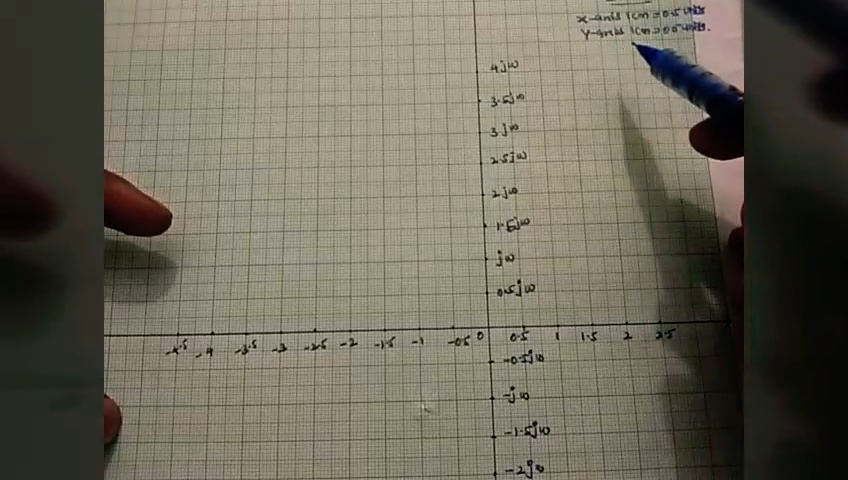 x-axis 1cm = 0.5 units
y-axis 1cm = 0.5 units.
4jω
3.5jω
3jω
2.5jω
2jω
1.5jω
jω
0.5jω
-4.5 -4 -3.5 -3 -2.5 -2 -1.5 -1 -0.5 0 0.5 1 1.5 2 2.5
-0.5jω
-jω
-1.5jω
-2jω